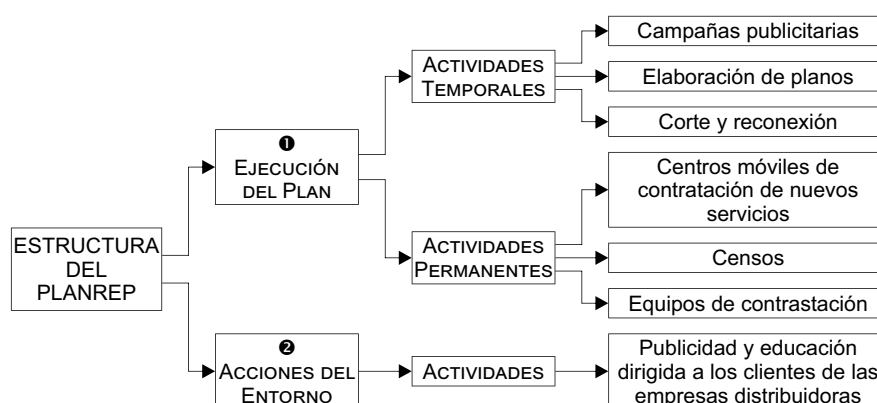 ESTRUCTURA
DEL
PLANREP
❶
EJECUCIÓN
DEL PLAN
ACTIVIDADES
TEMPORALES
Campañas publicitarias
Elaboración de planos
Corte y reconexión
ACTIVIDADES
PERMANENTES
Centros móviles de
contratación de nuevos
servicios
Censos
Equipos de contrastación
❷
ACCIONES DEL
ENTORNO
ACTIVIDADES
Publicidad y educación
dirigida a los clientes de las
empresas distribuidoras